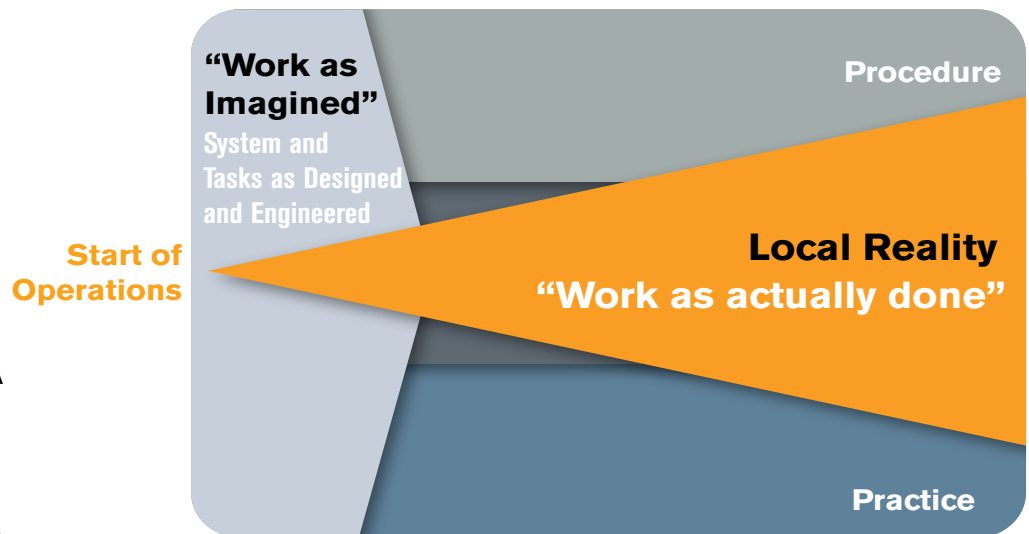 “Work as
Imagined”
System and
Tasks as Designed
and Engineered
Procedure
Start of
Operations
Local Reality
“Work as actually done”
Practice